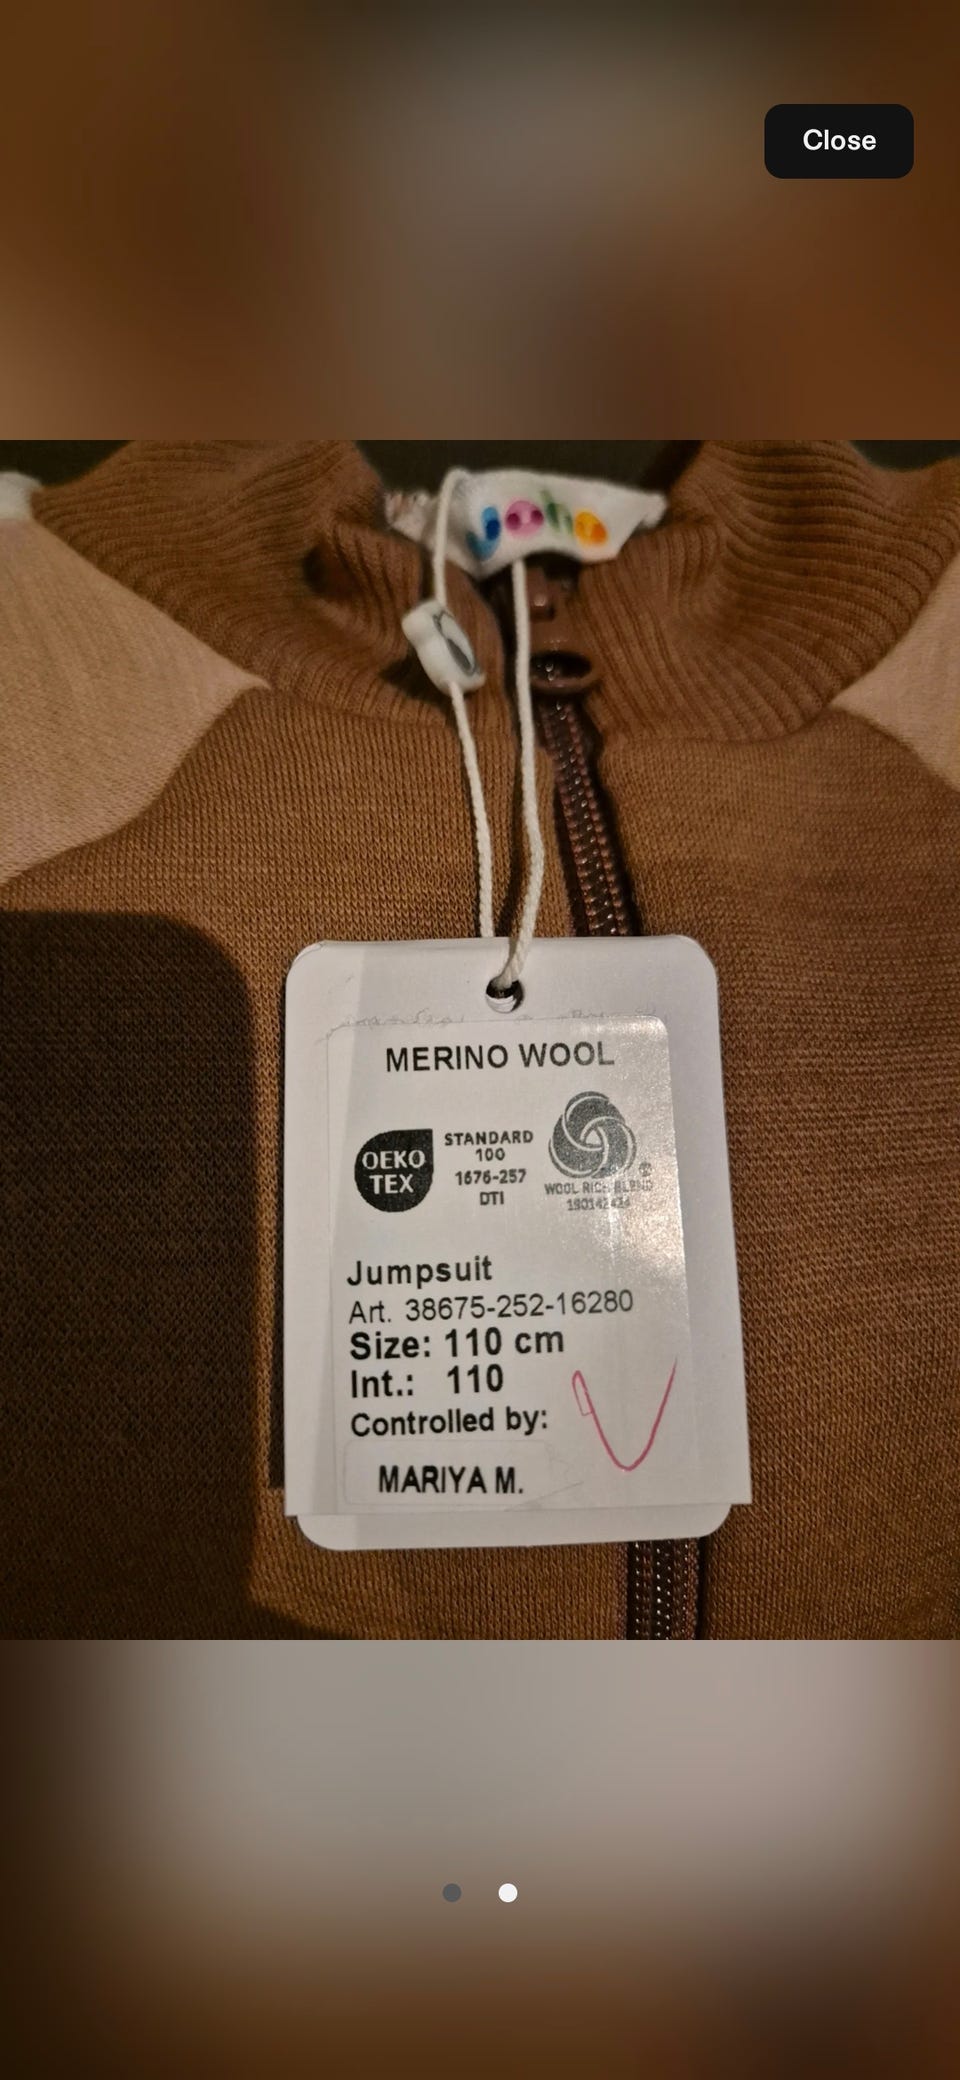 Close
Joha
MERINO WOOL
OEKO
TEX
STANDARD
100
1676-257
DTI
WOOL RICH BLEND
Jumpsuit
Art. 38675-252-16280
Size: 110 cm
Int.: 110
Controlled by:
MARIYA M.